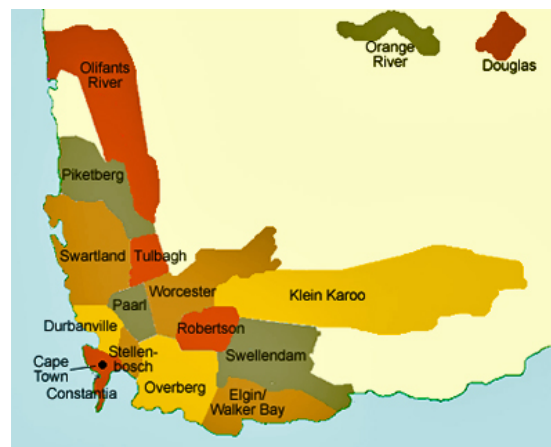 Olifants
River
Orange
River
Douglas
Piketberg
Swartland
Tulbagh
Worcester
Klein Karoo
Paarl
Durbanville
Robertson
Stellen-
bosch
Swellendam
Cape
Town
Constantia
Overberg
Elgin/
Walker Bay